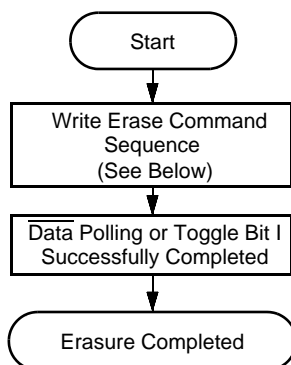 Start
Write Erase Command
Sequence
(See Below)
Data Polling or Toggle Bit I
Successfully Completed
Erasure Completed